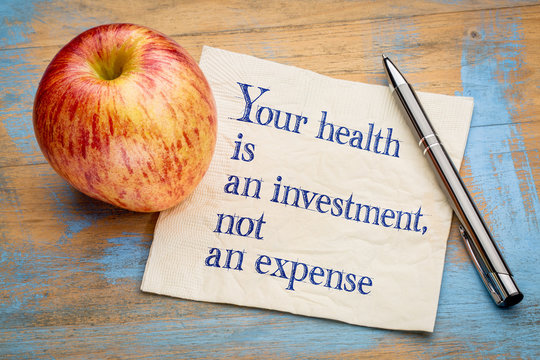 Your health
is
an investment,
not
an expense